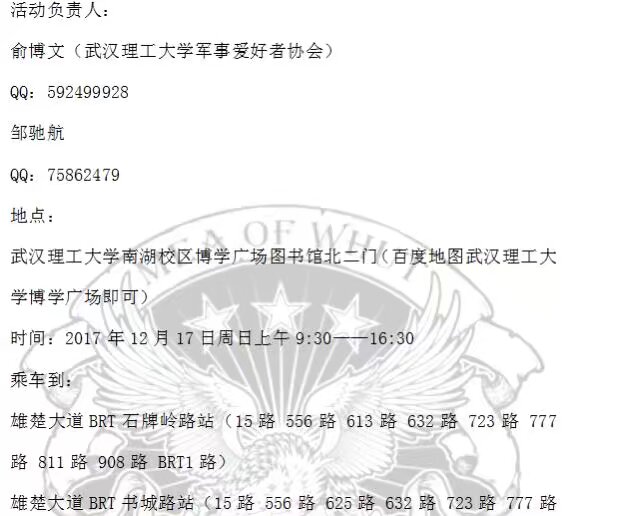 活动负责人：
俞博文（武汉理工大学军事爱好者协会）
QQ：592499928
邹驰航
QQ：75862479
地点：
武汉理工大学南湖校区博学广场图书馆北二门（百度地图武汉理工大
学博学广场即可）
时间：2017 年 12 月 17 日周日上午 9:30——16:30
乘车到：
雄楚大道 BRT 石牌岭路站（15 路 556 路 613 路 632 路 723 路 777
路 811 路 908 路 BRT1 路）
雄楚大道 BRT 书城路站（15 路 556 路 625 路 632 路 723 路 777 路
MEA OF WHUT